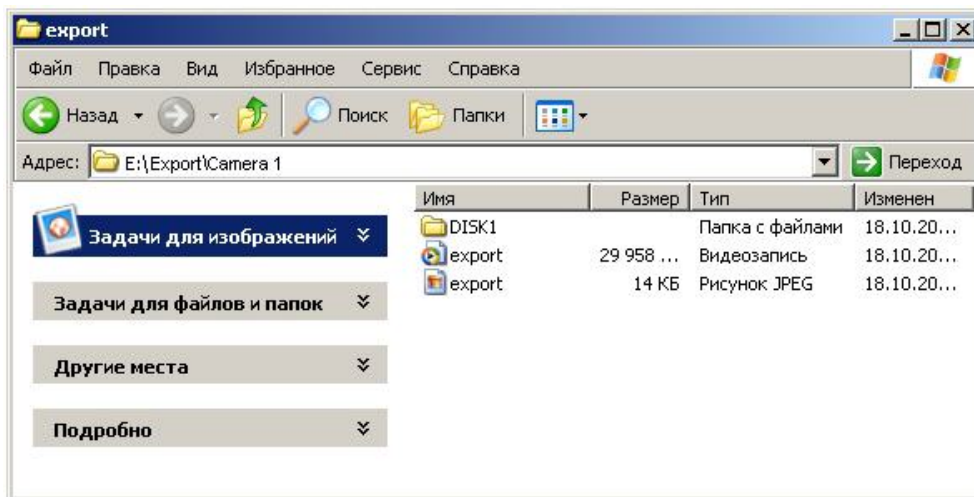 export
Файл Правка Вид Избранное Сервис Справка
Назад Поиск Папки
Адрес: E:\Export\Camera 1 Переход
Имя Размер Тип Изменен
Задачи для изображений
DISK1 Папка с файлами 18.10.20...
export 29 958 ... Видеозапись 18.10.20...
export 14 КБ Рисунок JPEG 18.10.20...
Задачи для файлов и папок
Другие места
Подробно